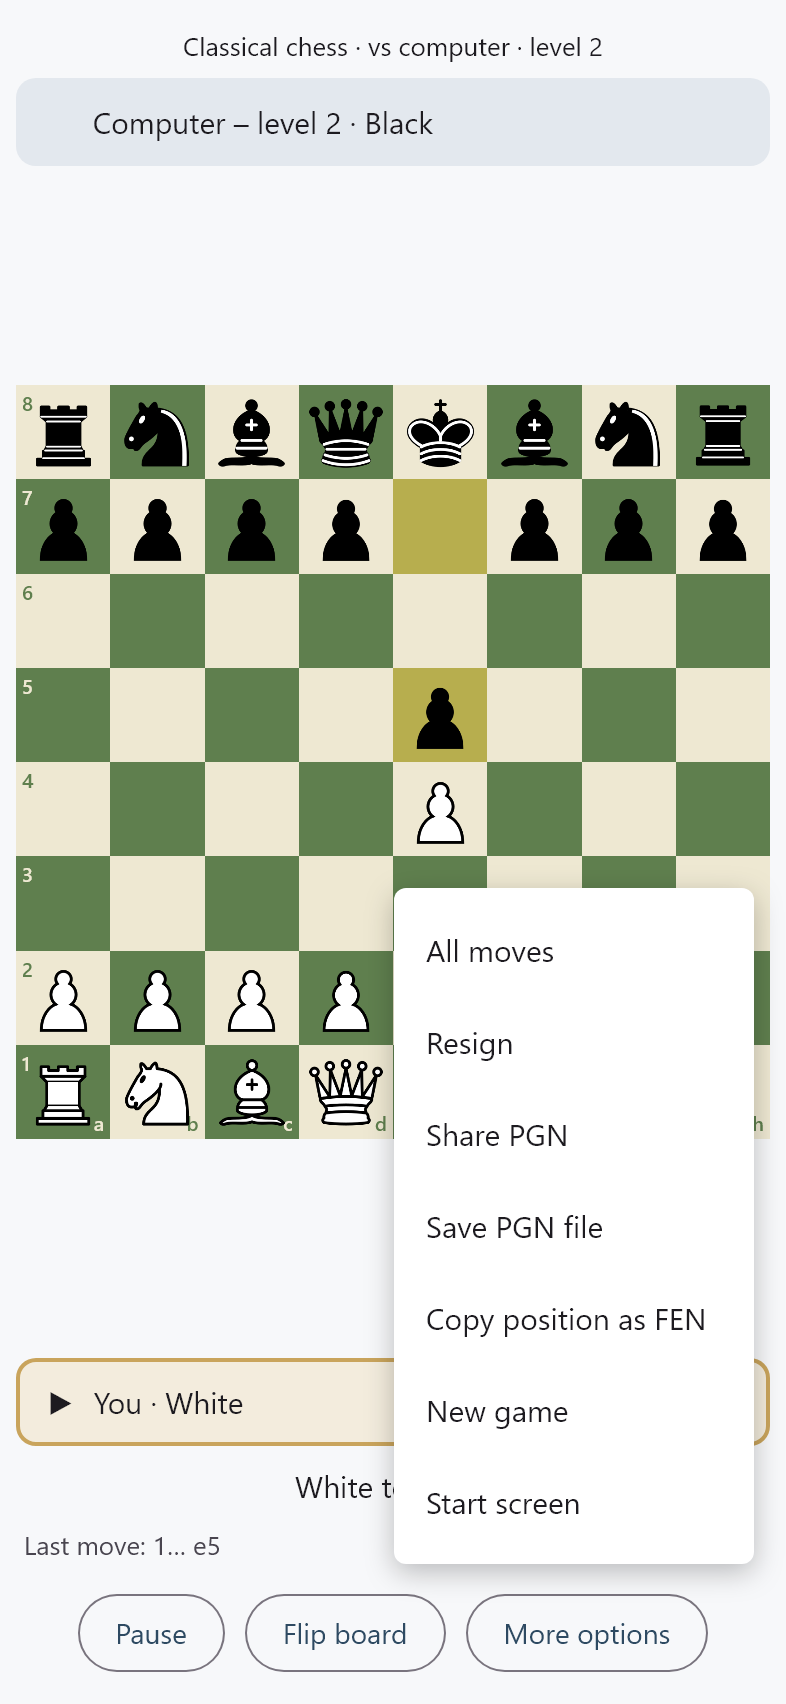 Classical chess · vs computer · level 2
Computer – level 2 · Black
8
7
6
5
4
3
2
1
a
b
c
d
h
All moves
Resign
Share PGN
Save PGN file
Copy position as FEN
New game
Start screen
You · White
White
Last move: 1… e5
Pause
Flip board
More options